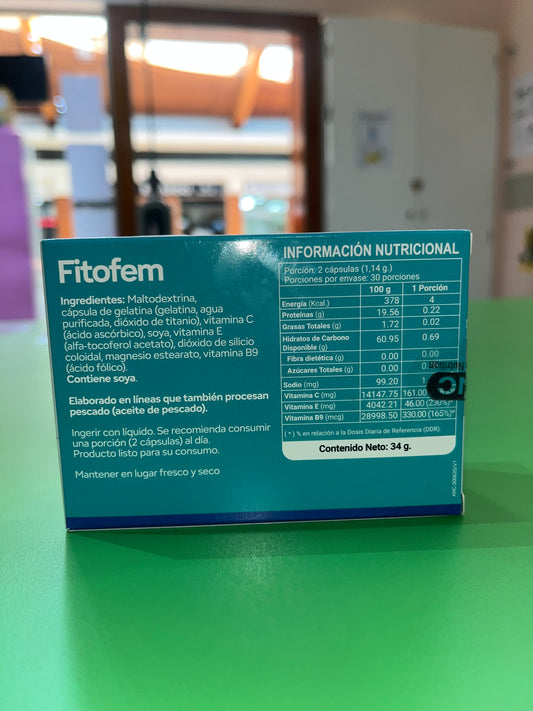 Fitofem
Ingredientes: Maltodextrina,
cápsula de gelatina (gelatina, agua
purificada, dióxido de titanio), vitamina C
(ácido ascórbico), soya, vitamina E
(alfa-tocoferol acetato), dióxido de silicio
coloidal, magnesio estearato, vitamina B9
(ácido fólico).
Contiene soya.
Elaborado en líneas que también procesan
pescado (aceite de pescado).
Ingerir con líquido. Se recomienda consumir
una porción (2 cápsulas) al día.
Producto listo para su consumo.
Mantener en lugar fresco y seco
INFORMACIÓN NUTRICIONAL
Porción: 2 cápsulas (1,14 g.)
Porciones por envase: 30 porciones
100 g 1 Porción
Energía (Kcal.) 378 4
Proteínas (g) 19.56 0.22
Grasas Totales (g) 1.72 0.02
Hidratos de Carbono
Disponible (g) 60.95 0.69
Fibra dietética (g) 0.00 0.00
Azúcares Totales (g) 0.00
Sodio (mg) 99.20
Vitamina C (mg) 14147.75 161.00
Vitamina E (mg) 4042.21 46.00 (230%)*
Vitamina B9 (mcg) 28998.50 330.00 (165%)*
( * ) % en relación a la Dosis Diaria de Referencia (DDR).
Contenido Neto: 34 g.
Nutrition